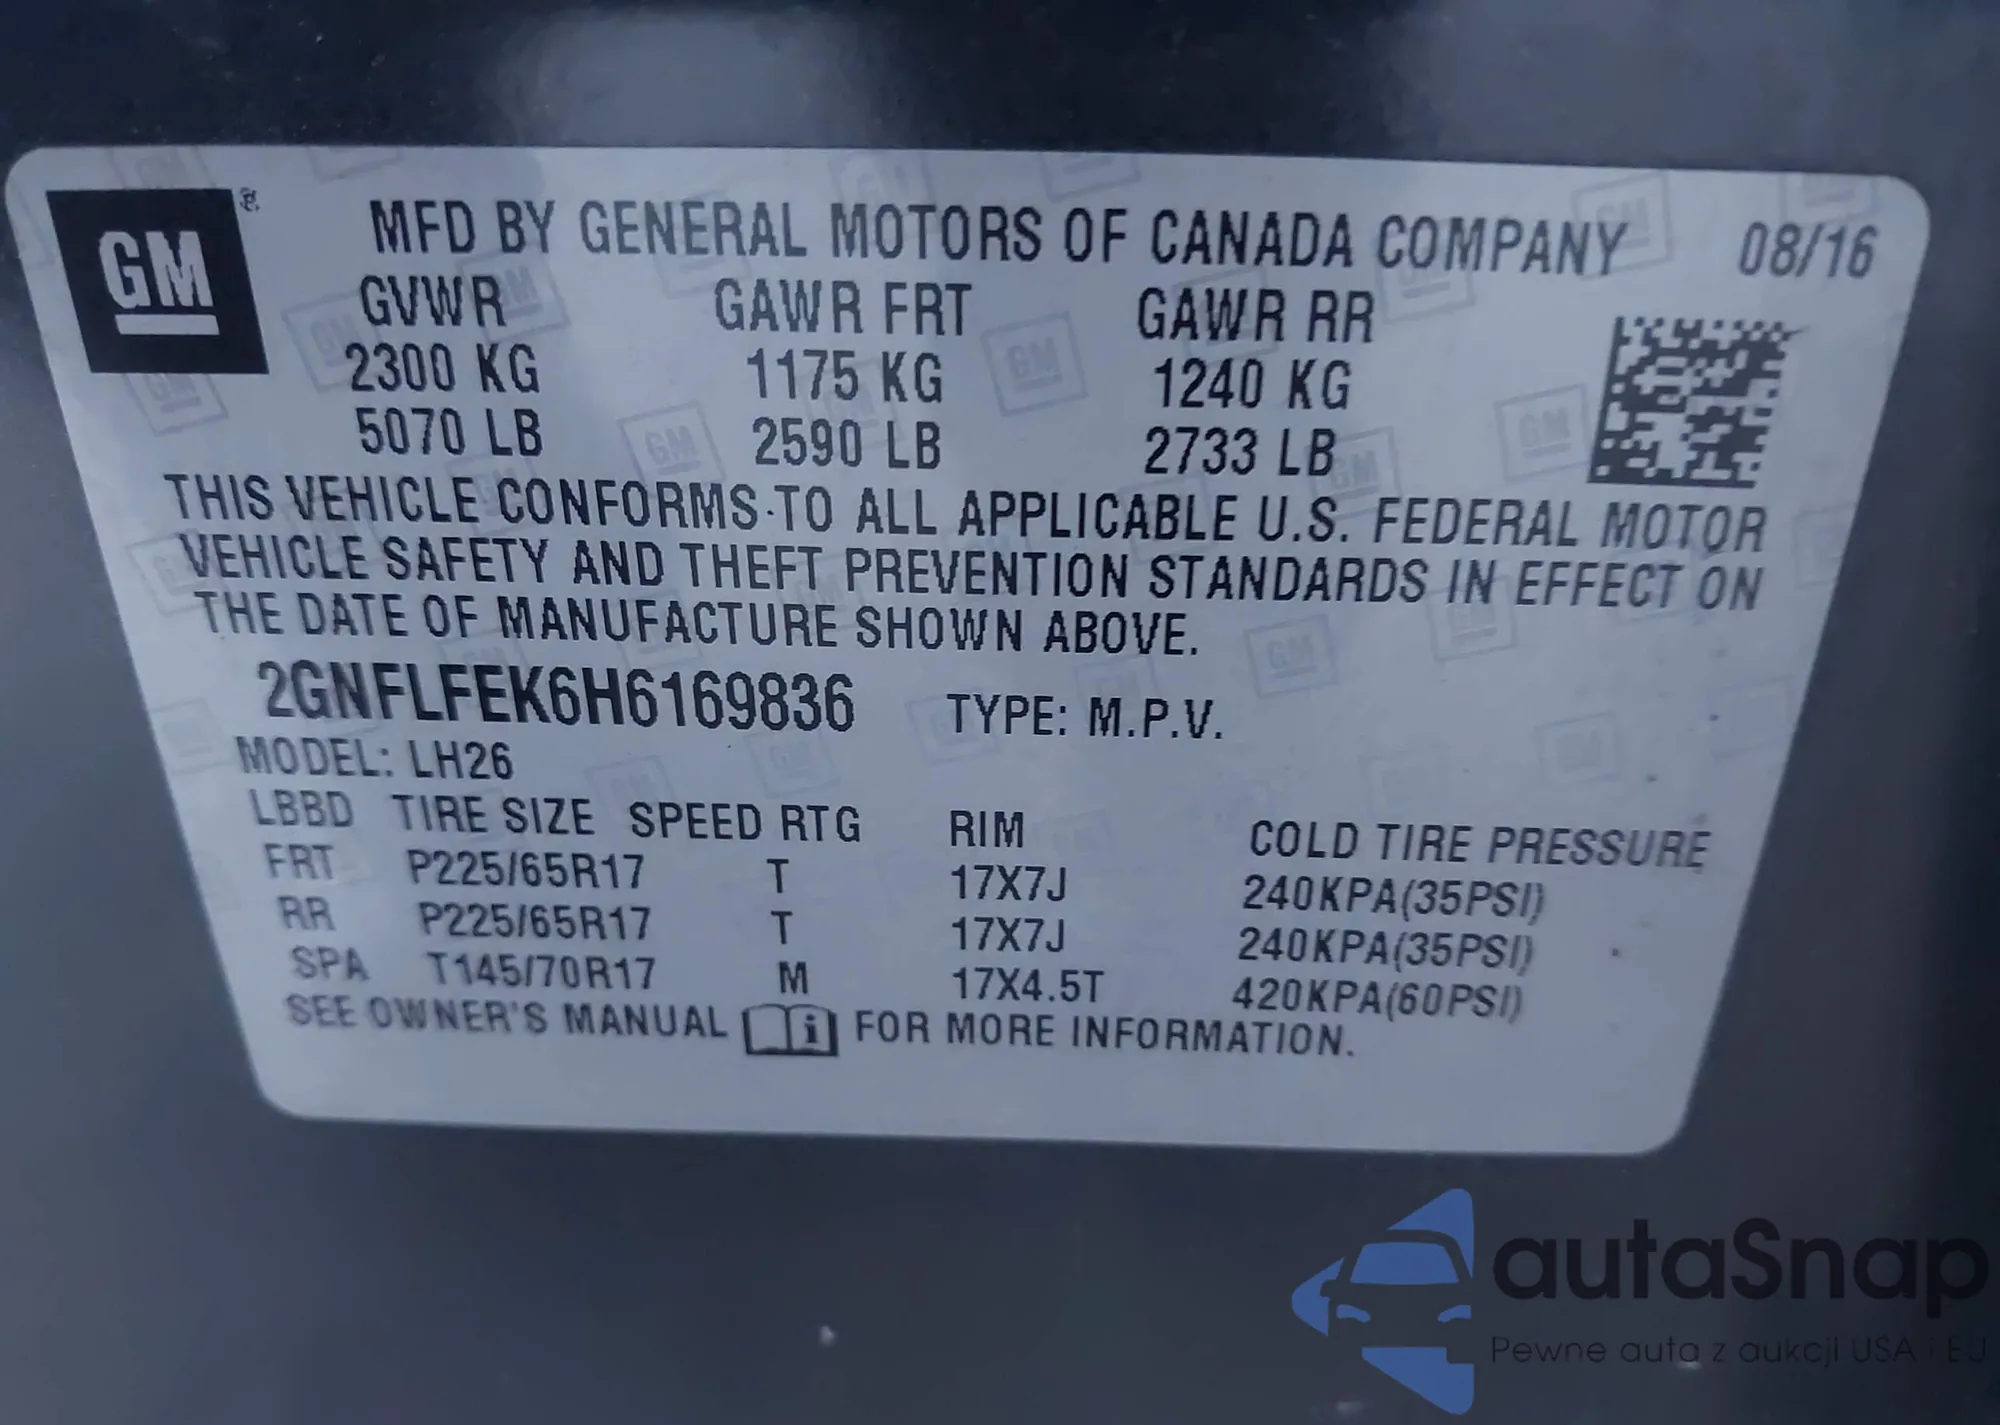 GM
MFD BY GENERAL MOTORS OF CANADA COMPANY 08/16
GVWR GAWR FRT GAWR RR
2300 KG 1175 KG 1240 KG
5070 LB 2590 LB 2733 LB
THIS VEHICLE CONFORMS TO ALL APPLICABLE U.S. FEDERAL MOTOR
VEHICLE SAFETY AND THEFT PREVENTION STANDARDS IN EFFECT ON
THE DATE OF MANUFACTURE SHOWN ABOVE.
2GNFLFEK6H6169836 TYPE: M.P.V.
MODEL: LH26
LBBD TIRE SIZE SPEED RTG RIM COLD TIRE PRESSURE
FRT P225/65R17 T 17X7J 240KPA(35PSI)
RR P225/65R17 T 17X7J 240KPA(35PSI)
SPA T145/70R17 M 17X4.5T 420KPA(60PSI)
SEE OWNER'S MANUAL i FOR MORE INFORMATION.
autaSnap
Pewne auta z aukcji USA i EU